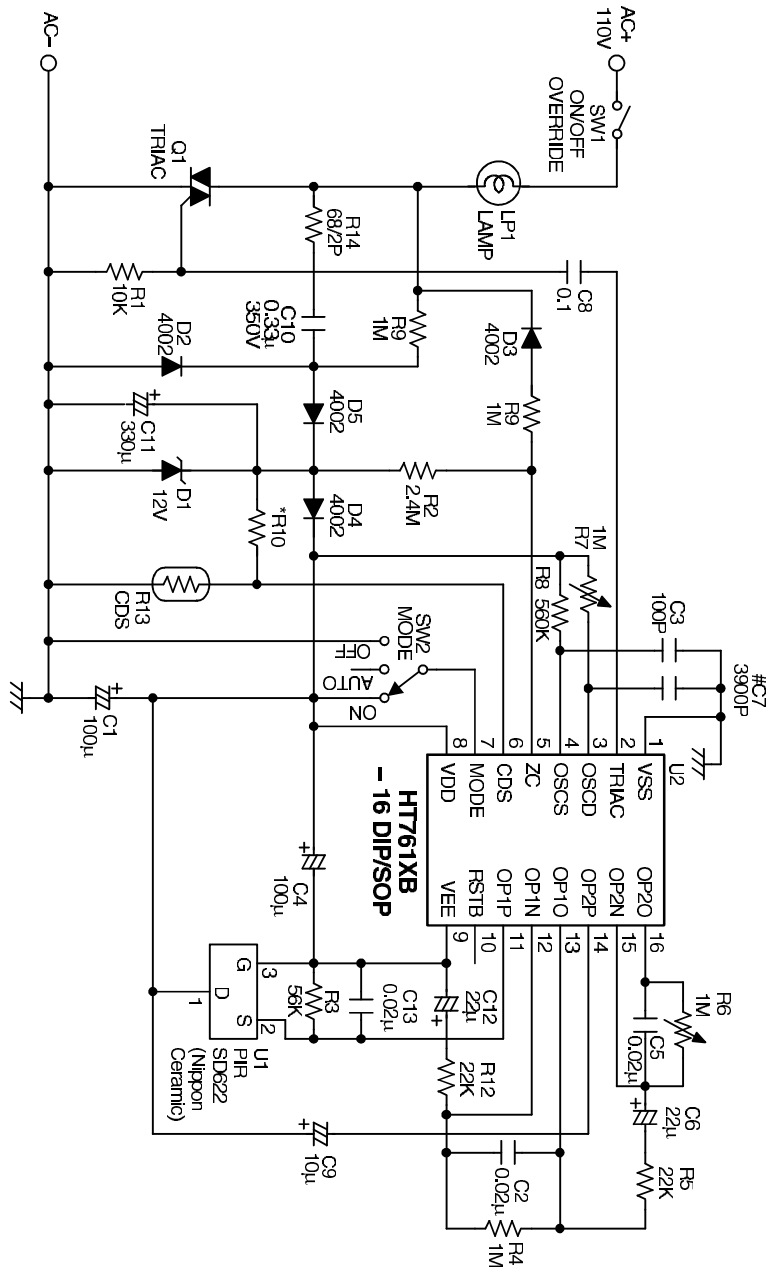 AC+
110V
SW1
ON/OFF
OVERRIDE
LP1
LAMP
AC-
Q1
TRIAC
R14
68/2P
C10
0.33µ
350V
R9
1M
D3
4002
R9
1M
C8
0.1
R1
10K
D2
4002
D5
4002
R2
2.4M
C11
330µ
D1
12V
*R10
D4
4002
R7
1M
R8
560K
C3
100P
#C7
3900P
R13
CDS
SW2
MODE
OFF
AUTO
ON
C1
100µ
U2
1
2
3
4
5
6
7
8
VSS
TRIAC
OSCD
OSCS
ZC
CDS
MODE
VDD
HT761XB
– 16 DIP/SOP
OP2O
OP2N
OP2P
OP1O
OP1N
OP1P
RSTB
VEE
16
15
14
13
12
11
10
9
C4
100µ
R3
56K
C13
0.02µ
C12
22µ
R12
22K
R6
1M
C5
0.02µ
C6
22µ
R5
22K
G
D
S
3
1
2
U1
PIR
SD622
(Nippon
Ceramic)
C9
10µ
C2
0.02µ
R4
1M